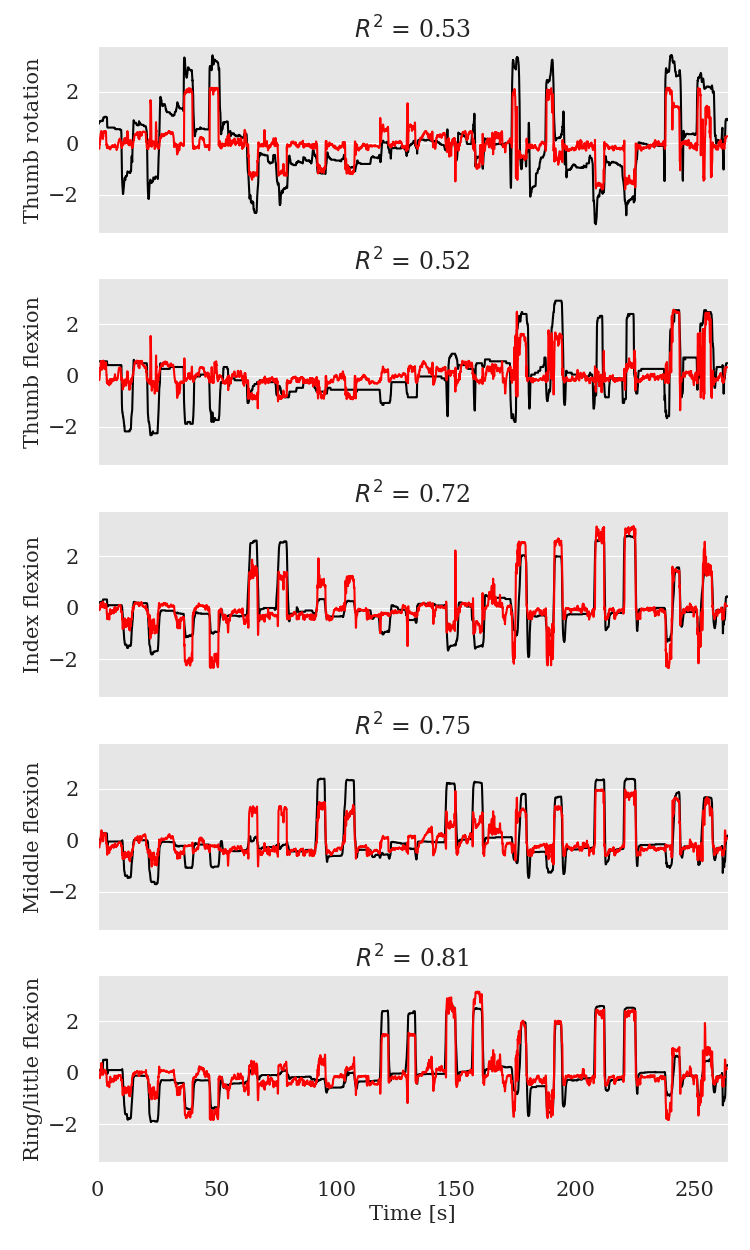 R² = 0.53
Thumb rotation
2
0
−2
R² = 0.52
Thumb flexion
2
0
−2
R² = 0.72
Index flexion
2
0
−2
R² = 0.75
Middle flexion
2
0
−2
R² = 0.81
Ring/little flexion
2
0
−2
0 50 100 150 200 250
Time [s]